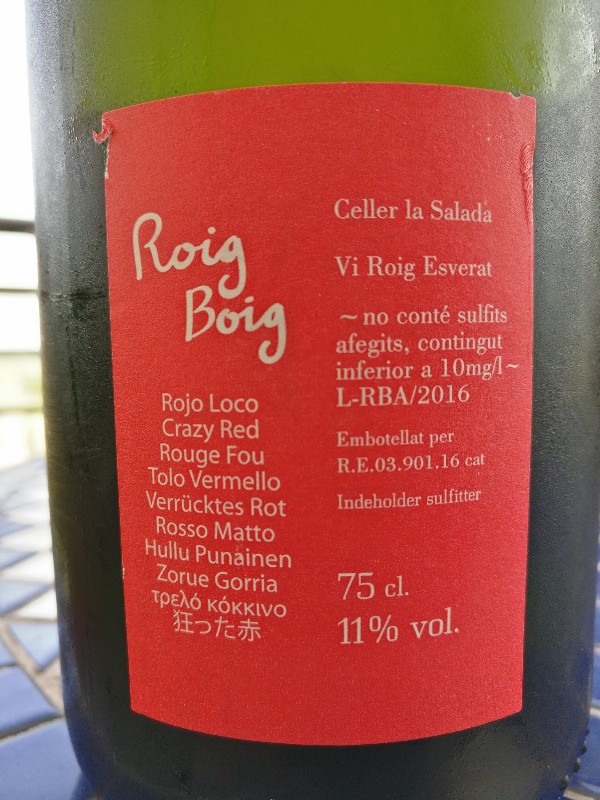 Roig
Boig
Rojo Loco
Crazy Red
Rouge Fou
Tolo Vermello
Verrücktes Rot
Rosso Matto
Hullu Punainen
Zorue Gorria
τρελό κόκκινο
狂った赤
Celler la Salada
Vi Roig Esverat
~ no conté sulfits
afegits, contingut
inferior a 10mg/l ~
L-RBA/2016
Embotellat per
R.E.03.901.16 cat
Indeholder sulfitter
75 cl.
11% vol.